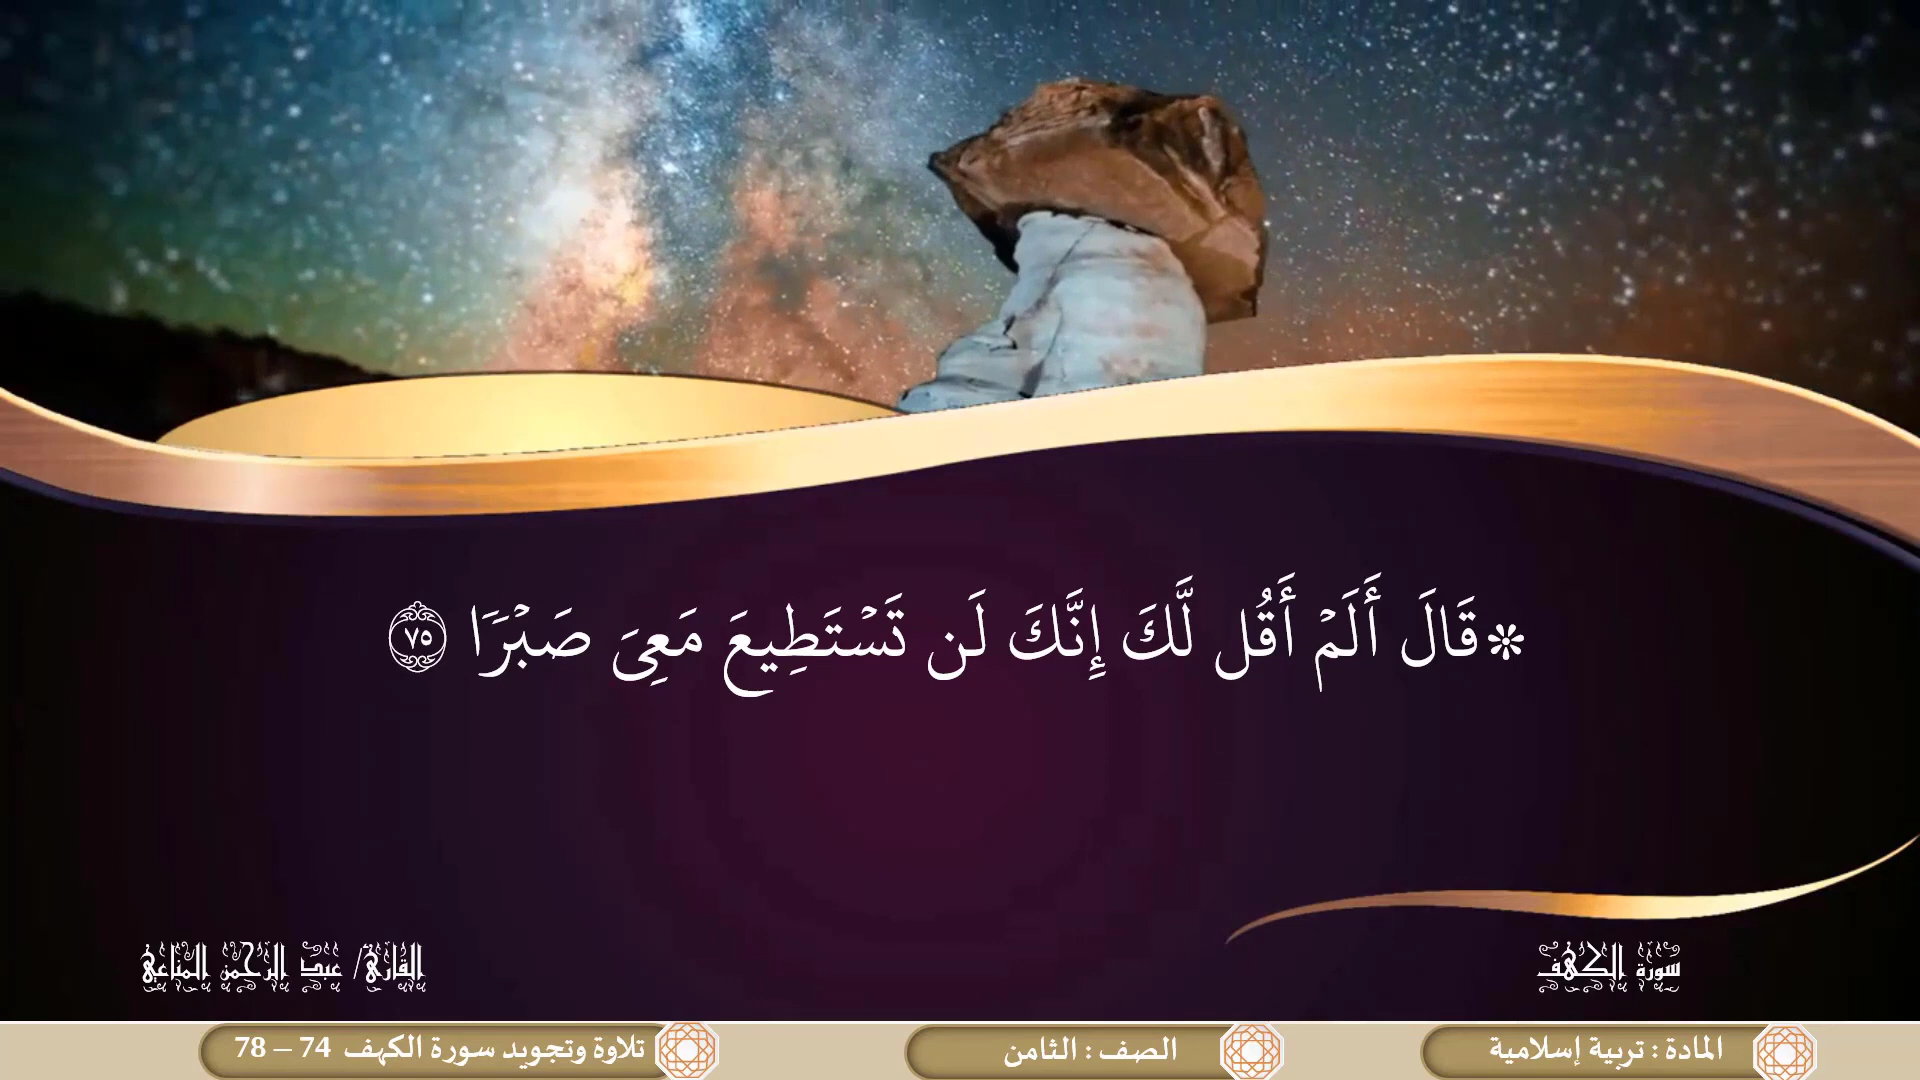 ۞قَالَ أَلَمۡ أَقُل لَّكَ إِنَّكَ لَن تَسۡتَطِيعَ مَعِيَ صَبۡرٗا ٧٥
سورة الكهف
القارئ/ عبد الرحمن المناعي
المادة : تربية إسلامية
الصف : الثامن
تلاوة وتجويد سورة الكهف 74 – 78